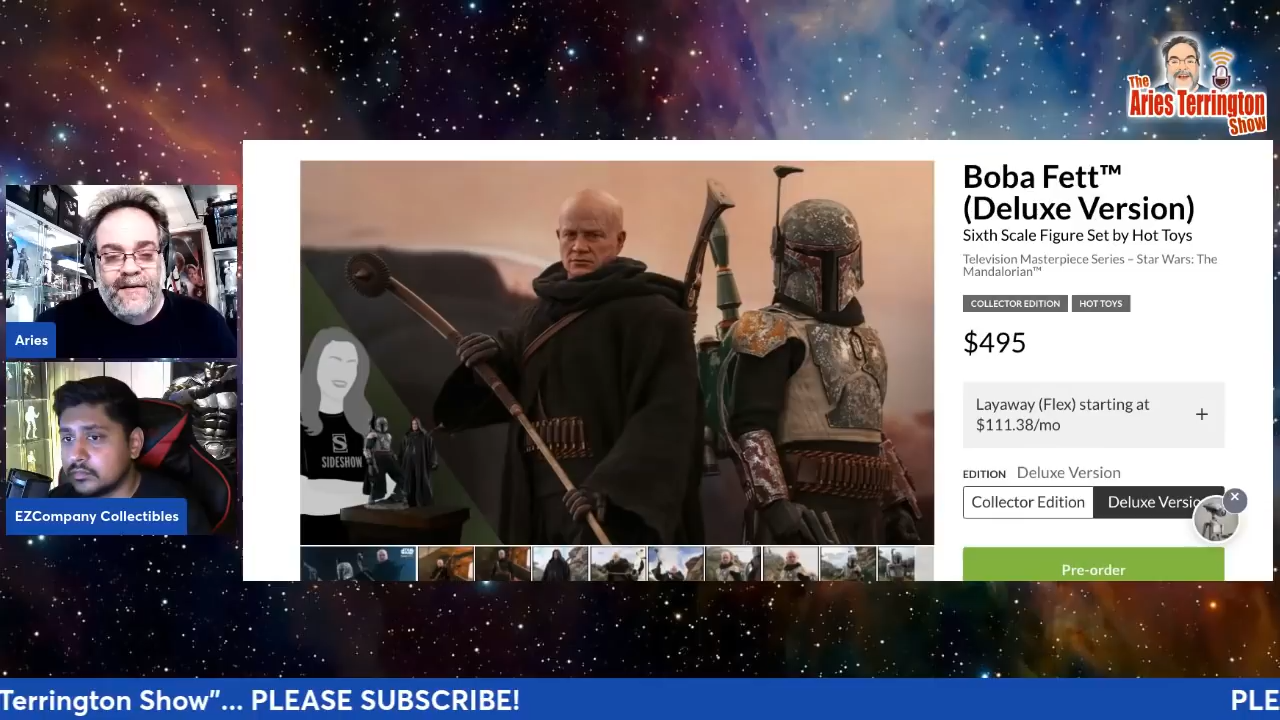 The
Aries Terrington
Show
Boba Fett™
(Deluxe Version)
Sixth Scale Figure Set by Hot Toys
Television Masterpiece Series – Star Wars: The
Mandalorian™
COLLECTOR EDITION
HOT TOYS
$495
Layaway (Flex) starting at
$111.38/mo
+
EDITION Deluxe Version
Collector Edition
Deluxe Versio
Pre-order
S
SIDESHOW
Aries
EZCompany Collectibles
Terrington Show"... PLEASE SUBSCRIBE!
PLE